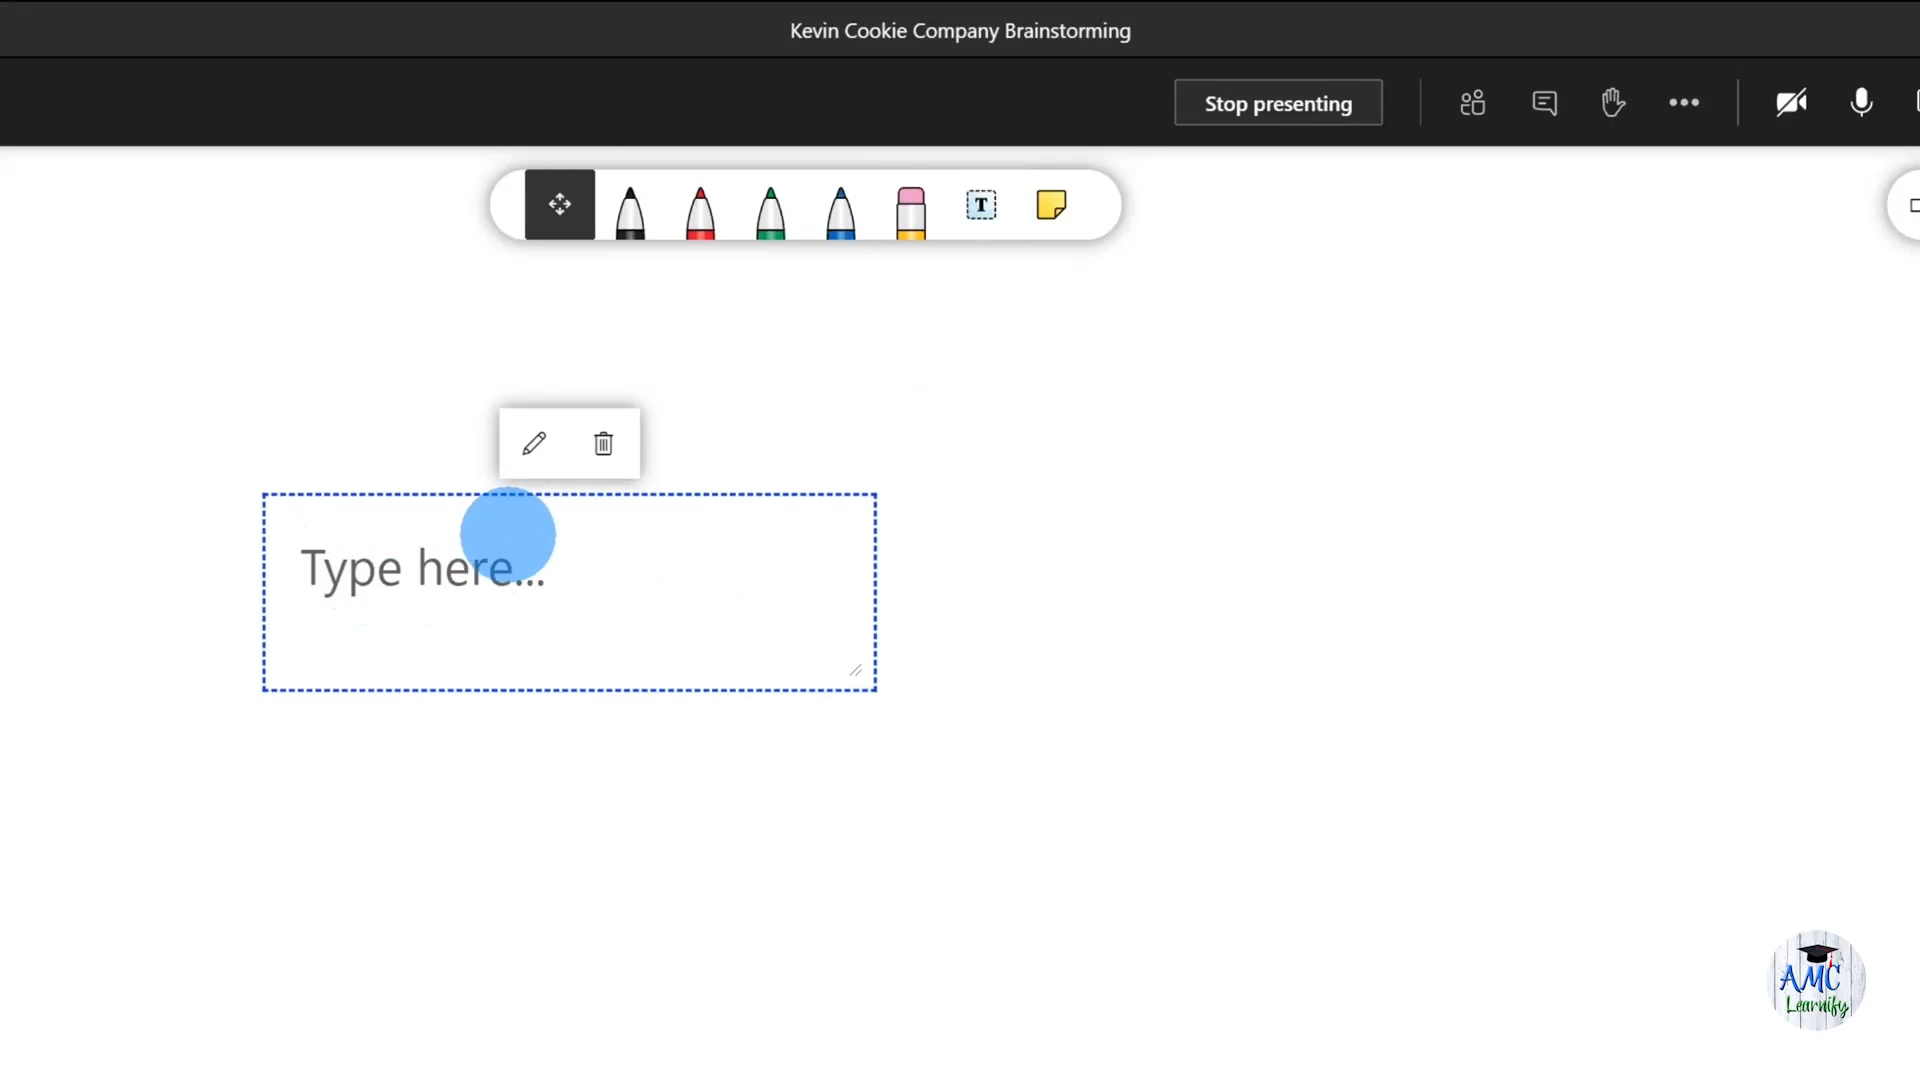 Kevin Cookie Company Brainstorming
Stop presenting
T
Type here...
AMC
Learnify